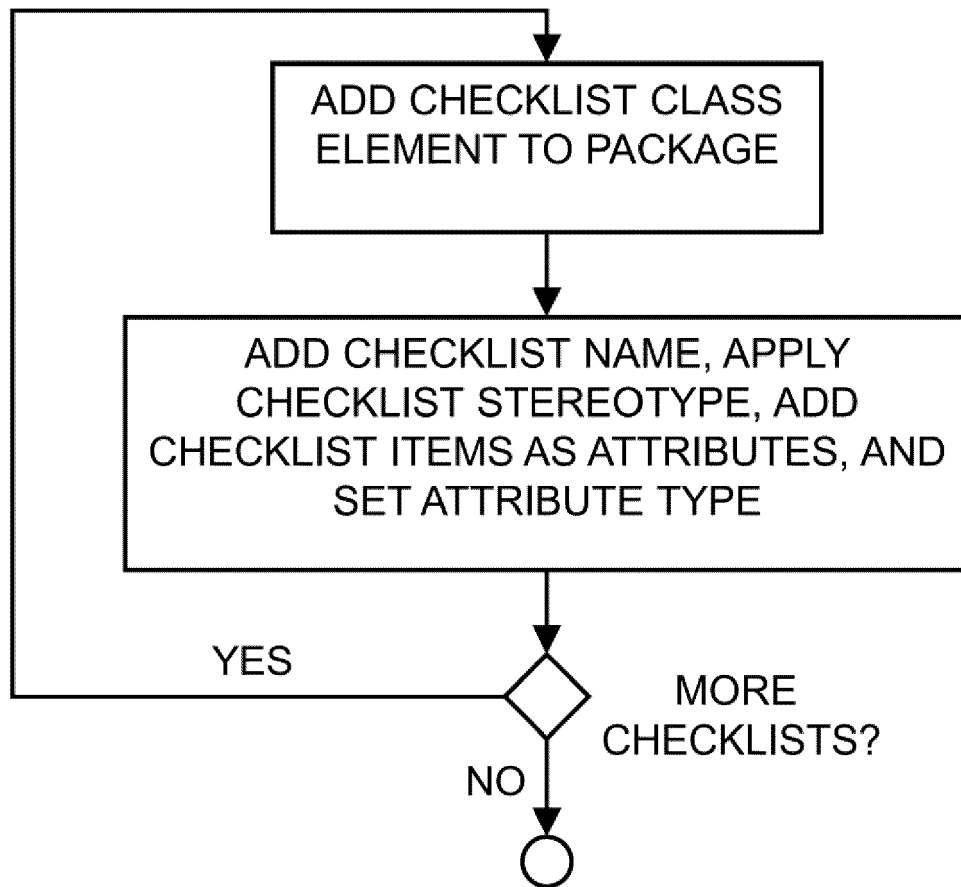 ADD CHECKLIST CLASS
ELEMENT TO PACKAGE
ADD CHECKLIST NAME, APPLY
CHECKLIST STEREOTYPE, ADD
CHECKLIST ITEMS AS ATTRIBUTES, AND
SET ATTRIBUTE TYPE
YES
MORE
CHECKLISTS?
NO